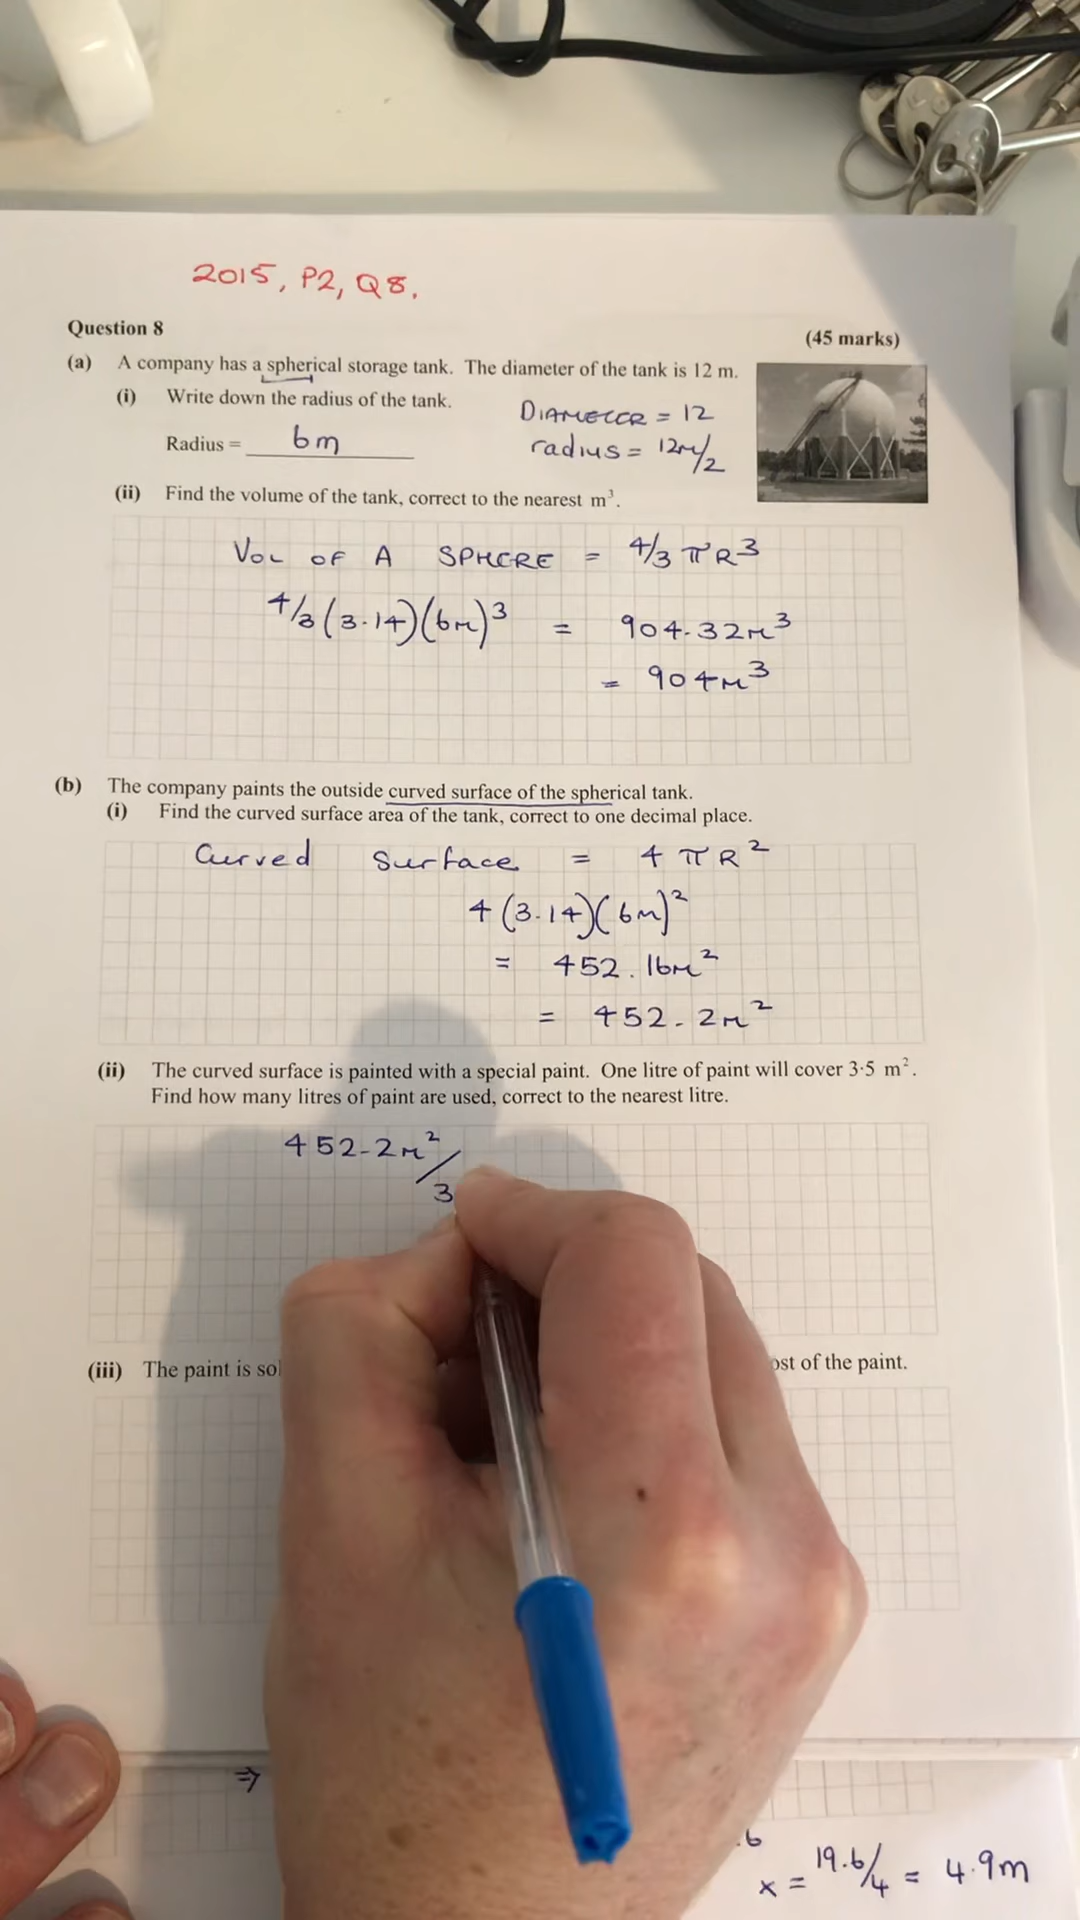 2015, P2, Q8.
Question 8
(45 marks)
(a) A company has a spherical storage tank. The diameter of the tank is 12 m.
(i) Write down the radius of the tank.
DIAMETER = 12
Radius = 6m
radius = 12m/2
(ii) Find the volume of the tank, correct to the nearest m³.
VOL OF A SPHERE = 4/3 πR³
4/3 (3.14)(6m)³ = 904.32m³
= 904m³
(b) The company paints the outside curved surface of the spherical tank.
(i) Find the curved surface area of the tank, correct to one decimal place.
Curved Surface = 4 πR²
4 (3.14)(6m)²
= 452.16m²
= 452.2m²
(ii) The curved surface is painted with a special paint. One litre of paint will cover 3·5 m².
Find how many litres of paint are used, correct to the nearest litre.
452.2m²/3
(iii) The paint is so
ost of the paint.
⇒
.6
x = 19.6/4 = 4.9m